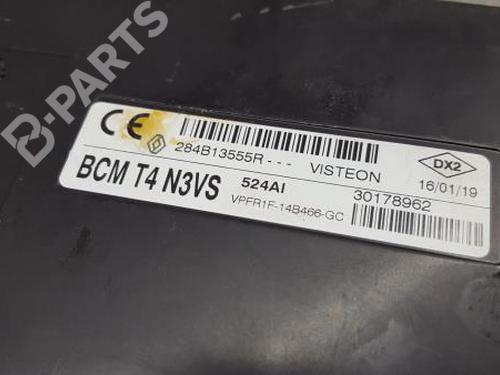 B-PARTS
CE
284B13555R--- VISTEON
DX2
16/01/19
BCM T4 N3VS
524AI
VPFR1F-14B466-GC
30178962